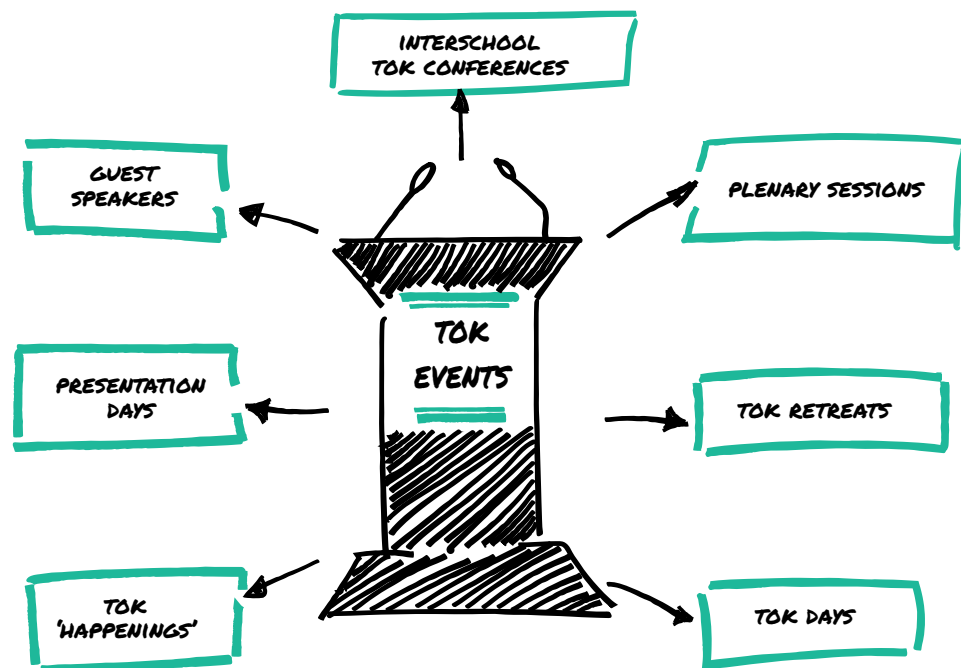 INTERSCHOOL
TOK CONFERENCES
GUEST
SPEAKERS
PLENARY SESSIONS
TOK
EVENTS
PRESENTATION
DAYS
TOK RETREATS
TOK
'HAPPENINGS'
TOK DAYS